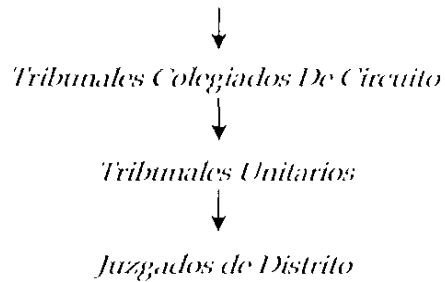 Tribunales Colegiados De Circuito
Tribunales Unitarios
Juzgados de Distrito